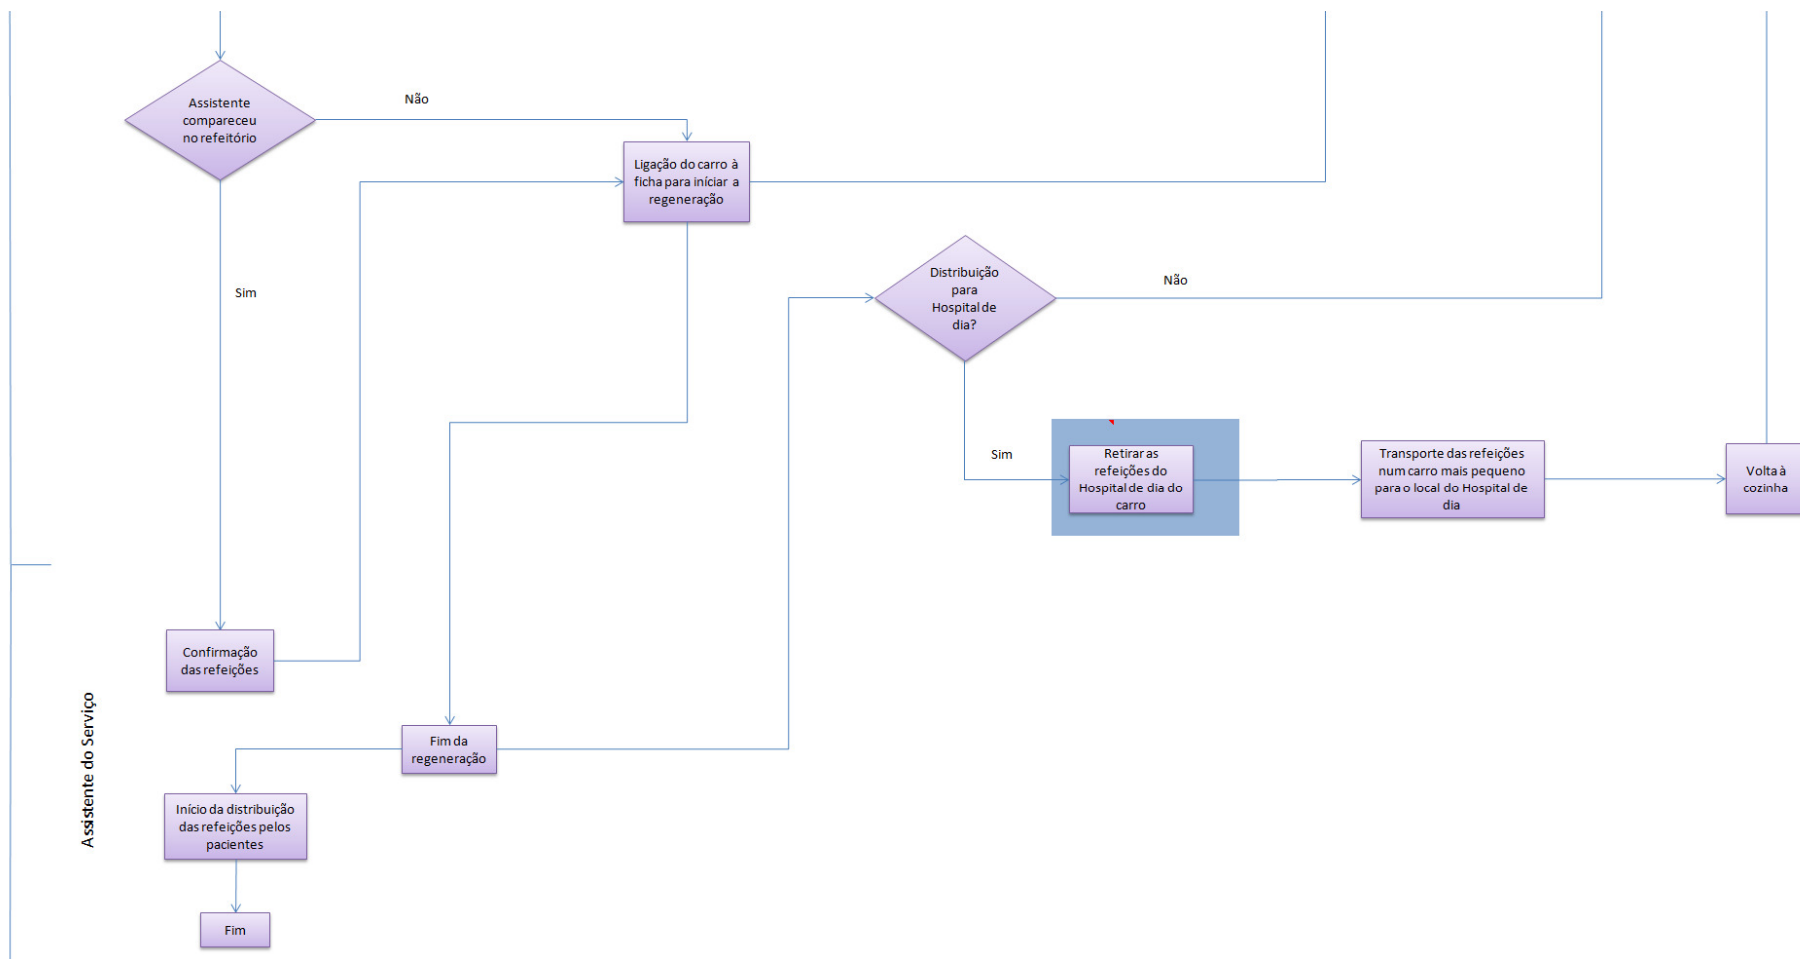 Assistente
compareceu
no refeitório
Não
Ligação do carro à
ficha para iníciar a
regeneração
Sim
Distribuição
para
Hospital de
dia?
Não
Sim
Retirar as
refeições do
Hospital de dia do
carro
Transporte das refeições
num carro mais pequeno
para o local do Hospital de
dia
Volta à
cozinha
Confirmação
das refeições
Assistente do Serviço
Fim da
regeneração
Início da distribuição
das refeições pelos
pacientes
Fim